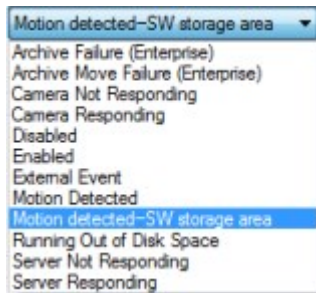 Motion detected-SW storage area
Archive Failure (Enterprise)
Archive Move Failure (Enterprise)
Camera Not Responding
Camera Responding
Disabled
Enabled
External Event
Motion Detected
Motion detected-SW storage area
Running Out of Disk Space
Server Not Responding
Server Responding